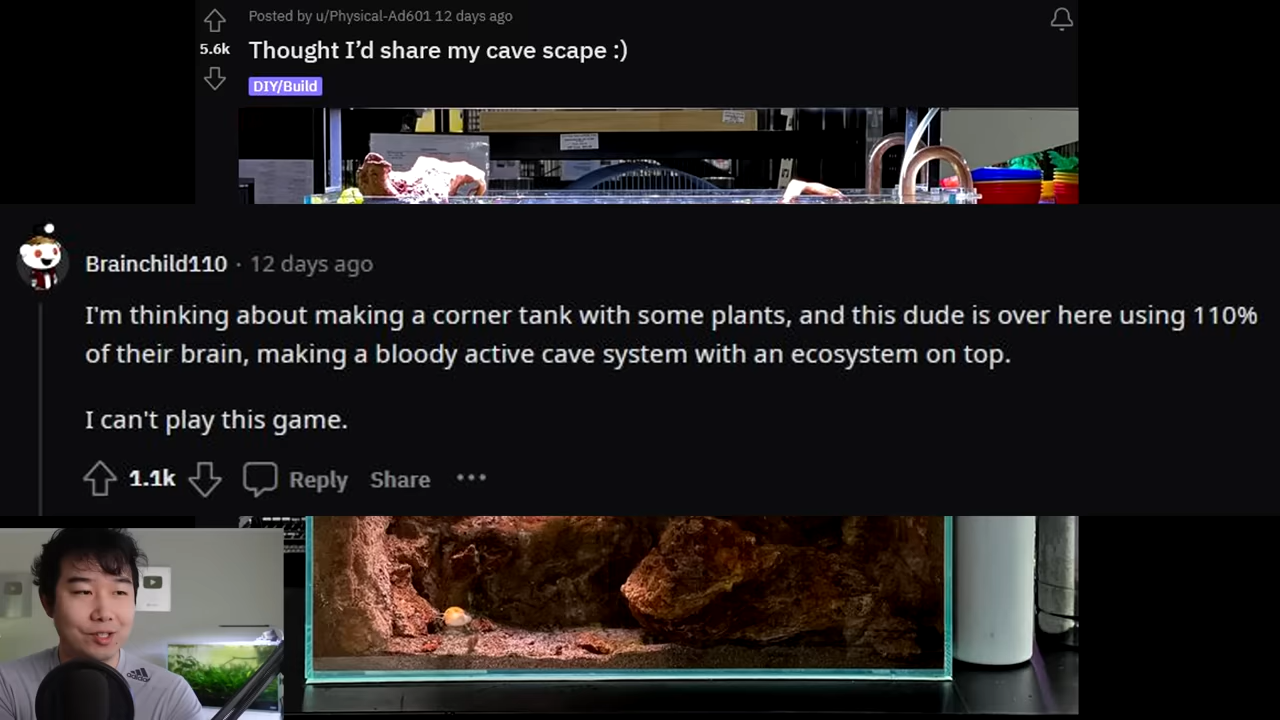 Posted by u/Physical-Ad601 12 days ago
5.6k
Thought I’d share my cave scape :)
DIY/Build
Brainchild110 · 12 days ago
I'm thinking about making a corner tank with some plants, and this dude is over here using 110%
of their brain, making a bloody active cave system with an ecosystem on top.
I can't play this game.
1.1k Reply Share •••
adidas